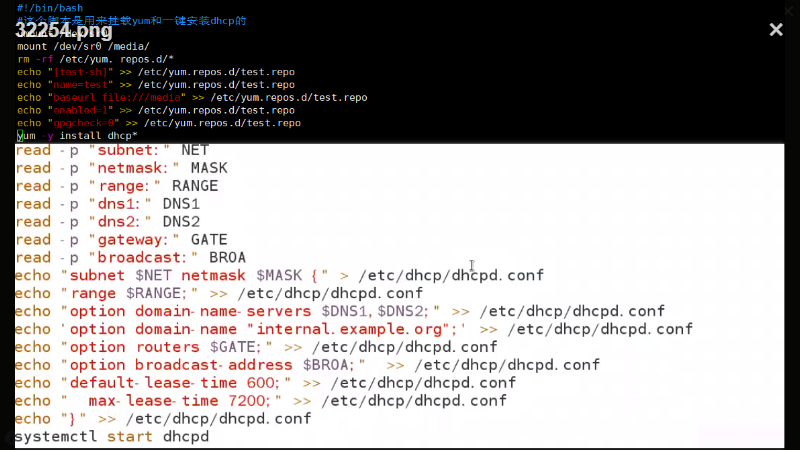 #!/bin/bash
#这个脚本是用来挂载yum和一键安装dhcp的
32254.png
mount /dev/sr0 /media/
rm -rf /etc/yum. repos.d/*
echo "[test-sh]" >> /etc/yum.repos.d/test.repo
echo "name=test" >> /etc/yum.repos.d/test.repo
echo "baseurl file:///media" >> /etc/yum.repos.d/test.repo
echo "enabled=1" >> /etc/yum.repos.d/test.repo
echo "gpgcheck=0" >> /etc/yum.repos.d/test.repo
yum -y install dhcp*
read -p "subnet:" NET
read -p "netmask:" MASK
read -p "range:" RANGE
read -p "dns1:" DNS1
read -p "dns2:" DNS2
read -p "gateway:" GATE
read -p "broadcast:" BROA
echo "subnet $NET netmask $MASK {" > /etc/dhcp/dhcpd.conf
echo "range $RANGE;" >> /etc/dhcp/dhcpd.conf
echo "option domain-name-servers $DNS1,$DNS2;" >> /etc/dhcp/dhcpd.conf
echo 'option domain-name "internal.example.org";' >> /etc/dhcp/dhcpd.conf
echo "option routers $GATE;" >> /etc/dhcp/dhcpd.conf
echo "option broadcast-address $BROA;"  >> /etc/dhcp/dhcpd.conf
echo "default-lease-time 600;" >> /etc/dhcp/dhcpd.conf
echo "  max-lease-time 7200;" >> /etc/dhcp/dhcpd.conf
echo "}" >> /etc/dhcp/dhcpd.conf
systemctl start dhcpd